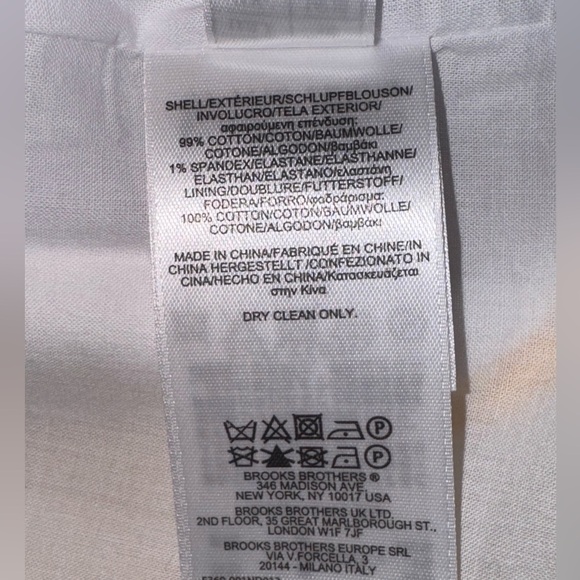 SHELL/EXTÉRIEUR/SCHLUPFBLOUSON/
INVOLUCRO/TELA EXTERIOR/
αφαιρούμενη επένδυση:
99% COTTON/COTON/BAUMWOLLE/
COTONE/ALGODON/βαμβάκι
1% SPANDEX/ELASTANE/ELASTHANNE/
ELASTHAN/ELASTANO/ελαστάνη
LINING/DOUBLURE/FUTTERSTOFF/
FODERA/FORRO/φοδράρισμα:
100% COTTON/COTON/BAUMWOLLE/
COTONE/ALGODON/βαμβάκι
MADE IN CHINA/FABRIQUÉ EN CHINE/IN
CHINA HERGESTELLT /CONFEZIONATO IN
CINA/HECHO EN CHINA/Κατασκευάζεται
στην Κίνα
DRY CLEAN ONLY.
P
P
BROOKS BROTHERS ®
346 MADISON AVE
NEW YORK, NY 10017 USA
BROOKS BROTHERS UK LTD.
2ND FLOOR, 35 GREAT MARLBOROUGH ST.,
LONDON W1F 7JF
BROOKS BROTHERS EUROPE SRL
VIA V.FORCELLA, 3
20144 - MILANO ITALY